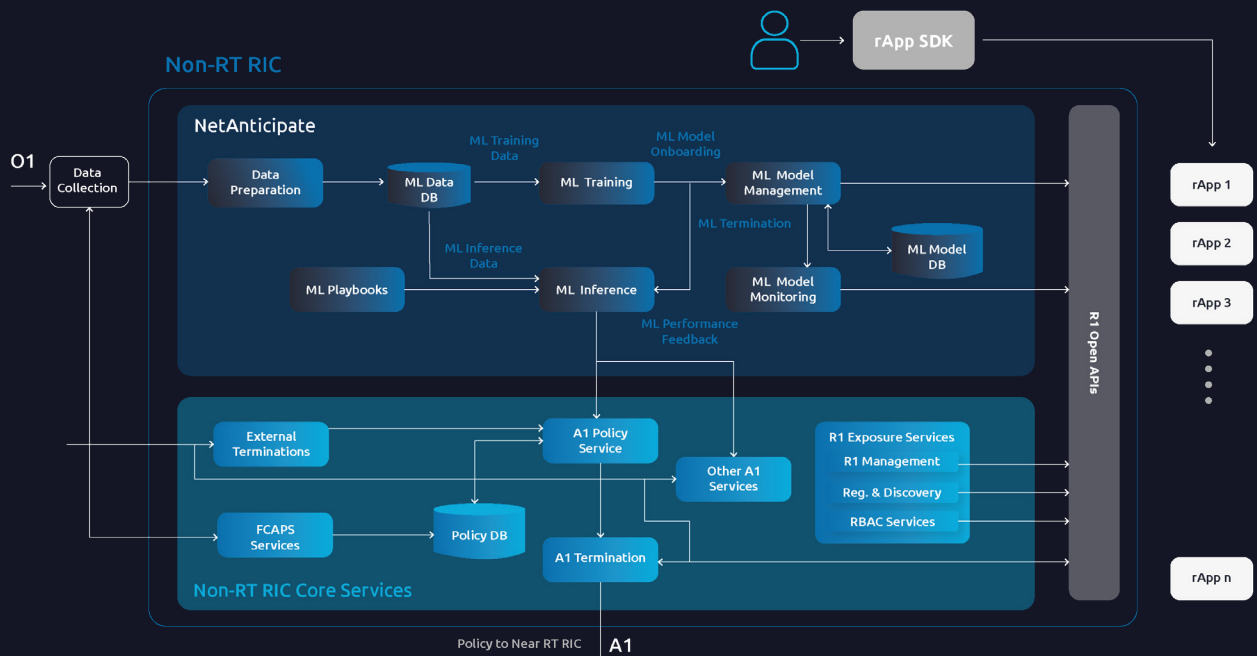 rApp SDK
Non-RT RIC
NetAnticipate
O1
Data
Collection
Data
Preparation
ML Data
DB
ML Training
Data
ML Training
ML Model
Onboarding
ML Model
Management
ML Termination
ML Model
DB
ML Inference
Data
ML Playbooks
ML Inference
ML Model
Monitoring
ML Performance
Feedback
R1 Open APIs
rApp 1
rApp 2
rApp 3
rApp n
External
Terminations
A1 Policy
Service
Other A1
Services
R1 Exposure Services
R1 Management
Reg. & Discovery
RBAC Services
FCAPS
Services
Policy DB
A1 Termination
Non-RT RIC Core Services
Policy to Near RT RIC
A1